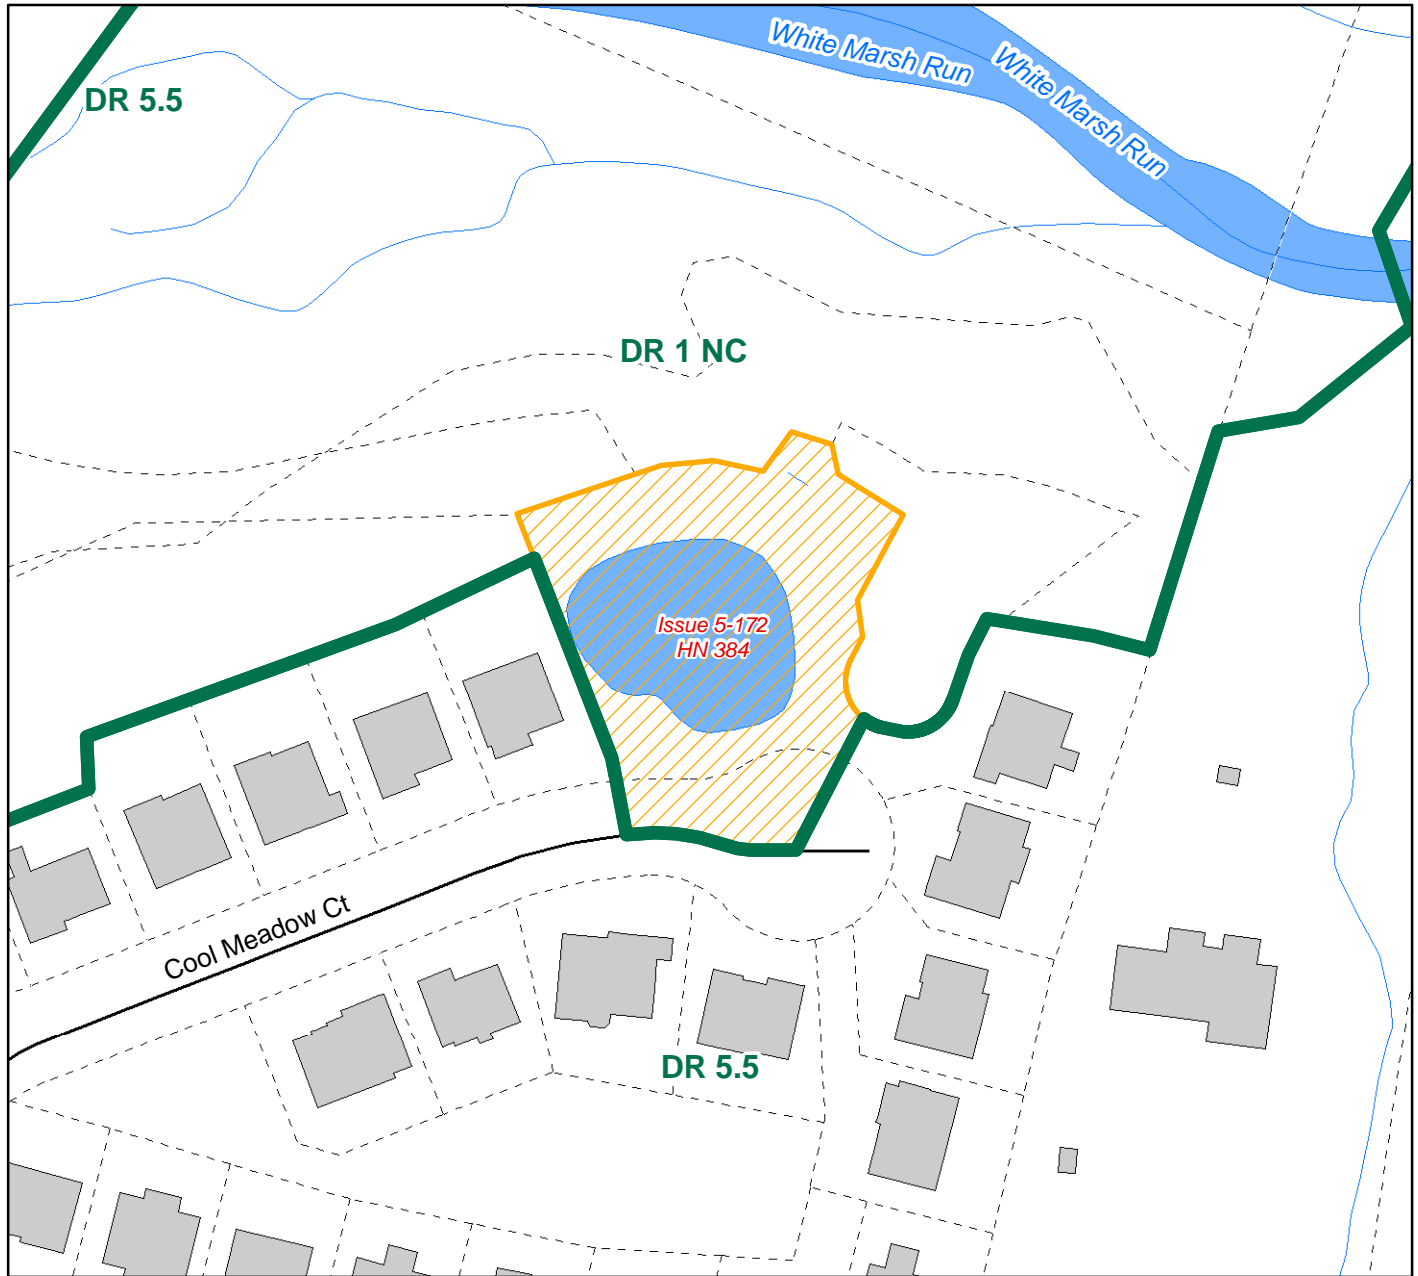 White Marsh Run
White Marsh Run
DR 5.5
DR 1 NC
Issue 5-172
HN 384
Cool Meadow Ct
DR 5.5